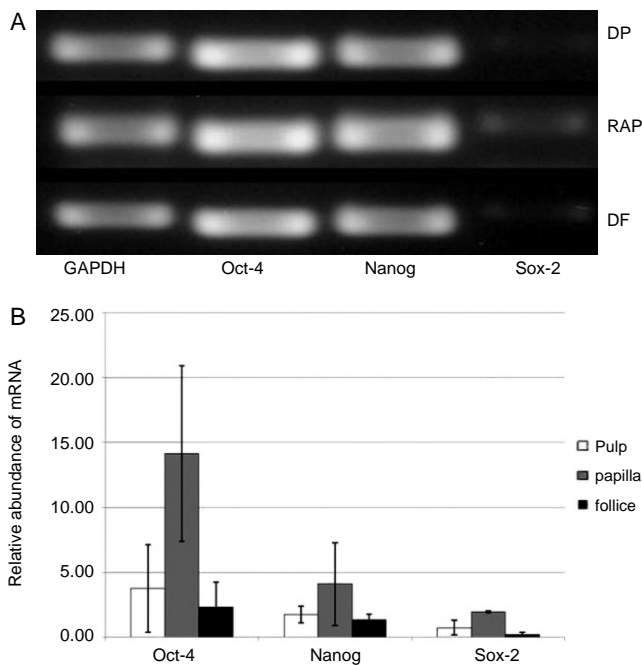 A
DP
RAP
DF
GAPDH Oct-4 Nanog Sox-2
B
Relative abundance of mRNA
25.00
20.00
15.00
10.00
5.00
0.00
Oct-4 Nanog Sox-2
Pulp
papilla
follice